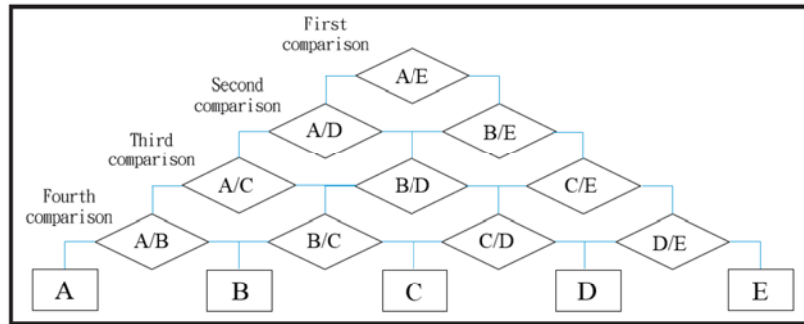 First
comparison
A/E
Second
comparison
A/D
B/E
Third
comparison
A/C
B/D
C/E
Fourth
comparison
A/B
B/C
C/D
D/E
A
B
C
D
E